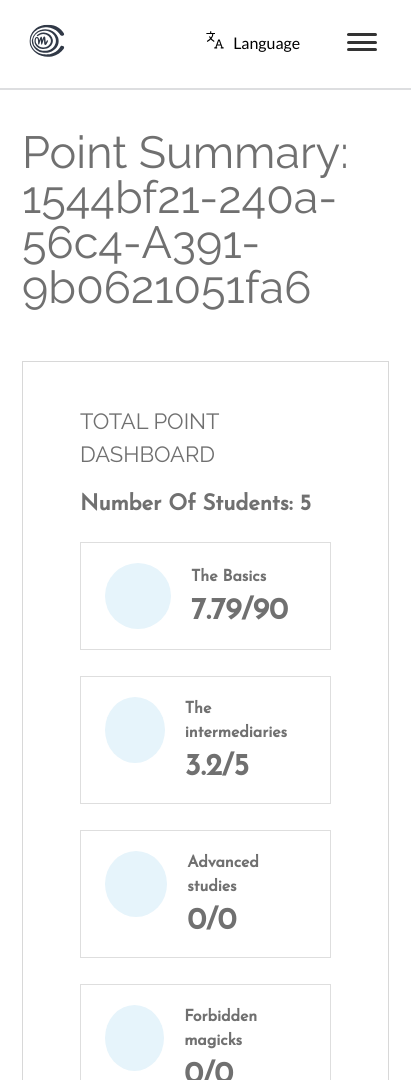 Language
Point Summary:
1544bf21-240a-
56c4-A391-
9b0621051fa6
TOTAL POINT
DASHBOARD
Number Of Students: 5
The Basics
7.79/90
The
intermediaries
3.2/5
Advanced
studies
0/0
Forbidden
magicks
0/0